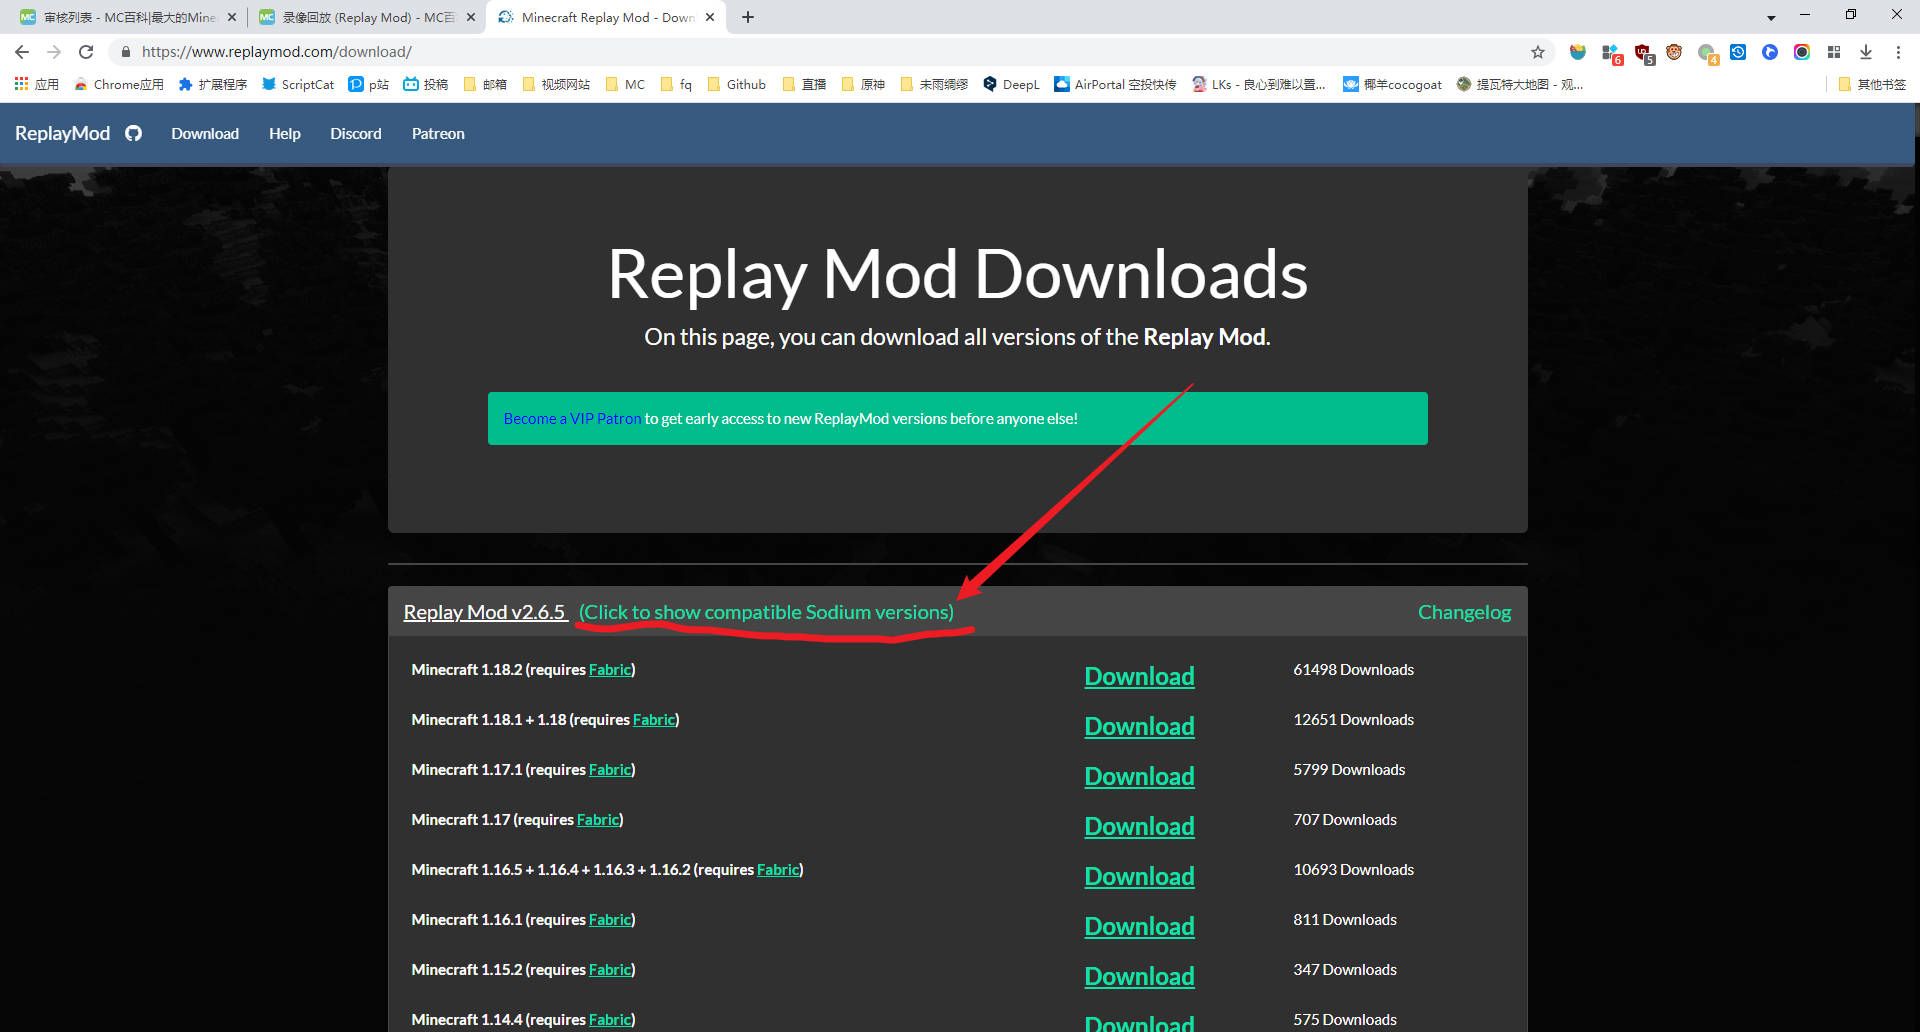 审核列表 - MC百科|最大的Mine
录像回放 (Replay Mod) - MC百
Minecraft Replay Mod - Down
https://www.replaymod.com/download/
6
5
4
应用
Chrome应用
扩展程序
ScriptCat
p站
投稿
邮箱
视频网站
MC
fq
Github
直播
原神
未雨绸缪
DeepL
AirPortal 空投快传
LKs - 良心到难以置...
椰羊cocogoat
提瓦特大地图 - 观...
其他书签
ReplayMod
Download
Help
Discord
Patreon
Replay Mod Downloads
On this page, you can download all versions of the Replay Mod.
Become a VIP Patron to get early access to new ReplayMod versions before anyone else!
Replay Mod v2.6.5 (Click to show compatible Sodium versions)
Changelog
Minecraft 1.18.2 (requires Fabric)
Download
61498 Downloads
Minecraft 1.18.1 + 1.18 (requires Fabric)
Download
12651 Downloads
Minecraft 1.17.1 (requires Fabric)
Download
5799 Downloads
Minecraft 1.17 (requires Fabric)
Download
707 Downloads
Minecraft 1.16.5 + 1.16.4 + 1.16.3 + 1.16.2 (requires Fabric)
Download
10693 Downloads
Minecraft 1.16.1 (requires Fabric)
Download
811 Downloads
Minecraft 1.15.2 (requires Fabric)
Download
347 Downloads
Minecraft 1.14.4 (requires Fabric)
Download
575 Downloads